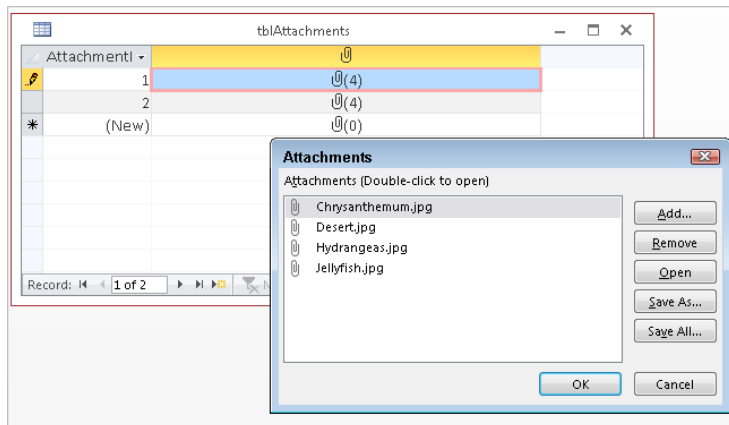 tblAttachments
AttachmentI
1 (4)
2 (4)
(New) (0)
Record: 1 of 2 N
Attachments
Attachments (Double-click to open)
Chrysanthemum.jpg
Desert.jpg
Hydrangeas.jpg
Jellyfish.jpg
Add...
Remove
Open
Save As...
Save All...
OK Cancel